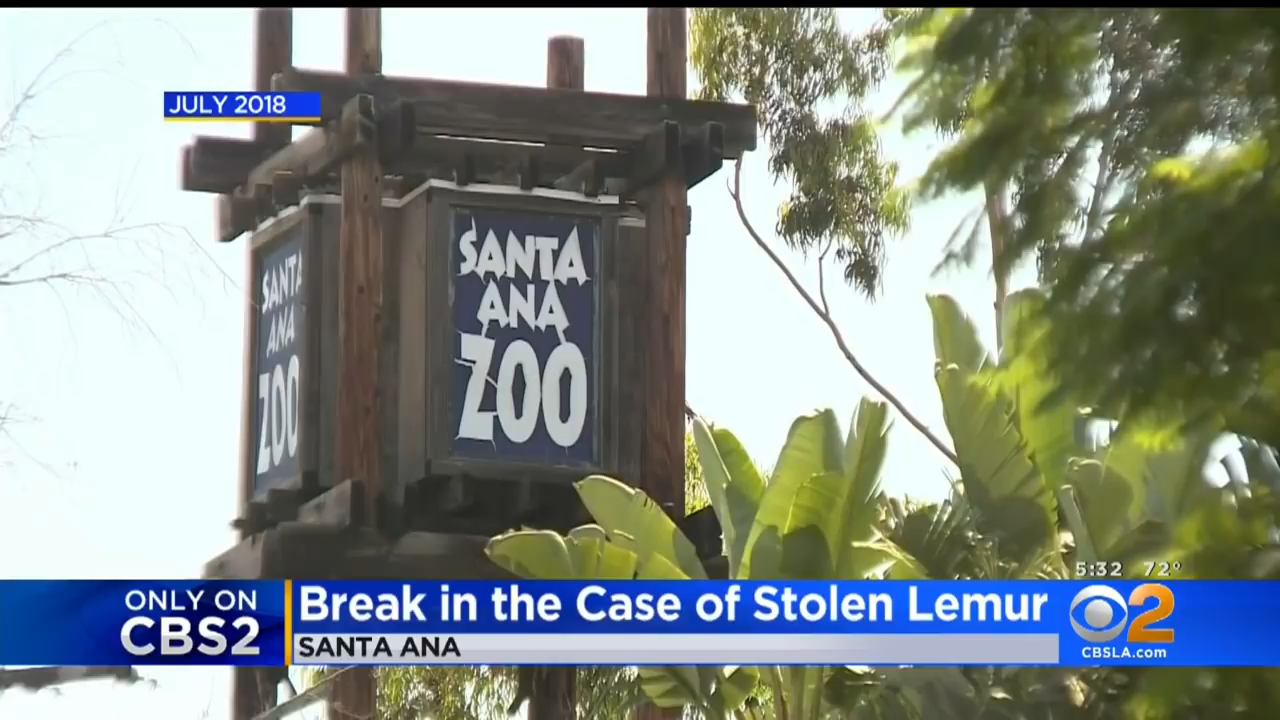 JULY 2018
SANTA
ANA
ZOO
SANTA
ANA
ZOO
5:32 72°
ONLY ON
CBS2
Break in the Case of Stolen Lemur
SANTA ANA
2
CBSLA.com